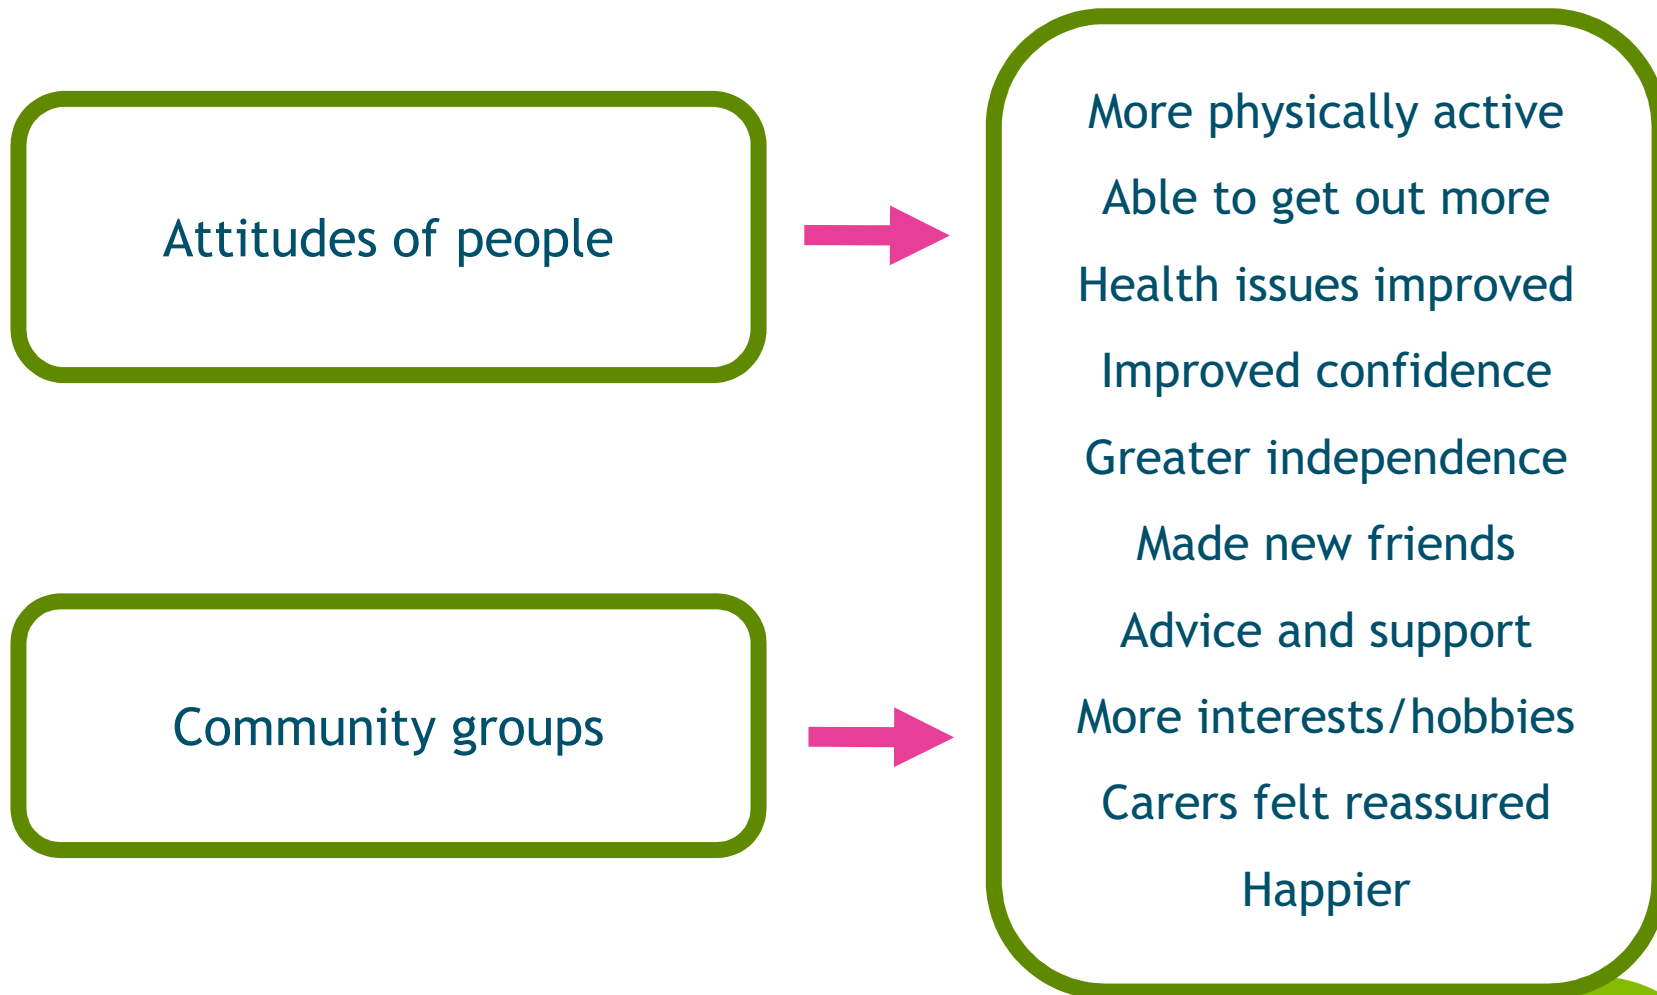 Attitudes of people
Community groups
More physically active
Able to get out more
Health issues improved
Improved confidence
Greater independence
Made new friends
Advice and support
More interests/hobbies
Carers felt reassured
Happier